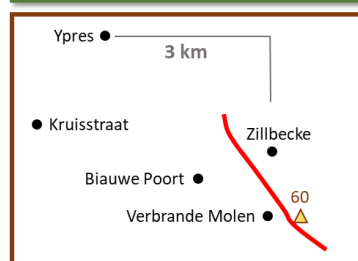 Ypres
3 km
Kruisstraat
Zillbecke
Biauwe Poort
60
Verbrande Molen